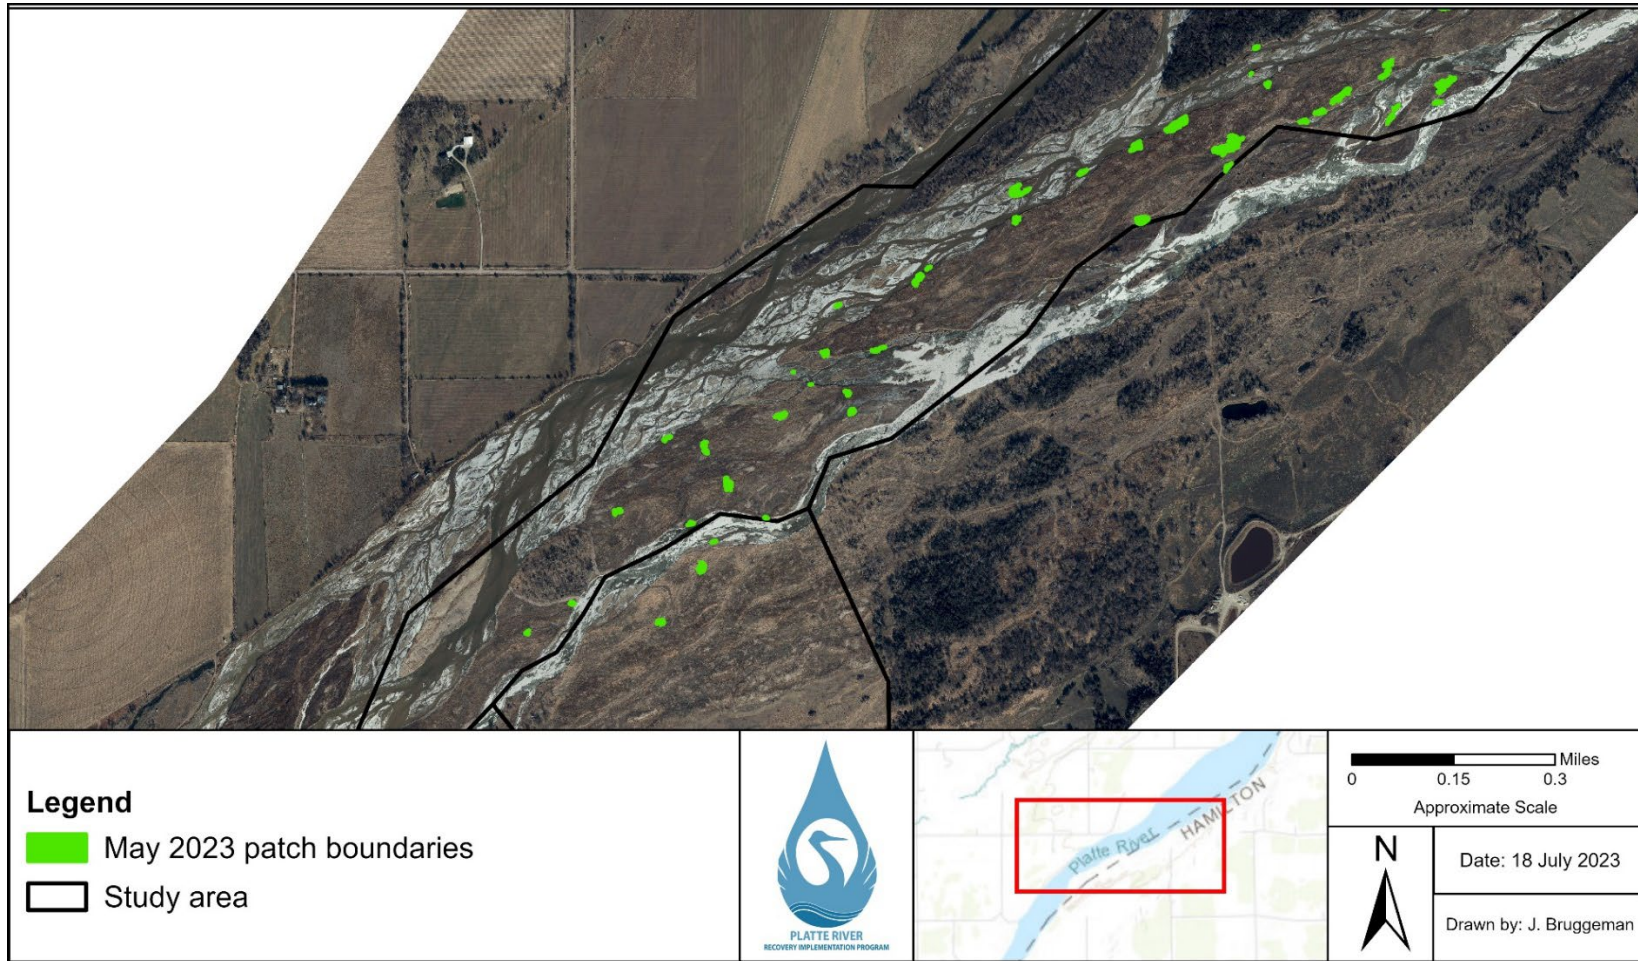 Legend
May 2023 patch boundaries
Study area
PLATTE RIVER
RECOVERY IMPLEMENTATION PROGRAM
Platte River
HAMILTON
Miles
0 0.15 0.3
Approximate Scale
N
Date: 18 July 2023
Drawn by: J. Bruggeman